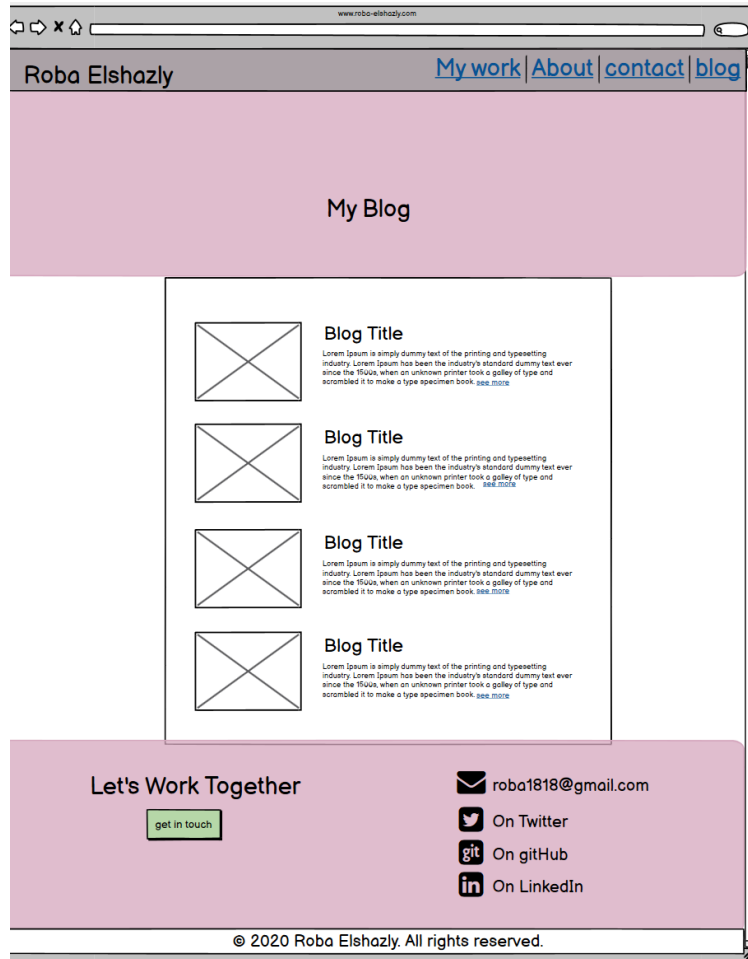 www.roba-elshazly.com
Roba Elshazly
My work | About | contact | blog
My Blog
Blog Title
Lorem Ipsum is simply dummy text of the printing and typesetting
industry. Lorem Ipsum has been the industry's standard dummy text ever
since the 1500s, when an unknown printer took a galley of type and
scrambled it to make a type specimen book. see more
Blog Title
Lorem Ipsum is simply dummy text of the printing and typesetting
industry. Lorem Ipsum has been the industry's standard dummy text ever
since the 1500s, when an unknown printer took a galley of type and
scrambled it to make a type specimen book. see more
Blog Title
Lorem Ipsum is simply dummy text of the printing and typesetting
industry. Lorem Ipsum has been the industry's standard dummy text ever
since the 1500s, when an unknown printer took a galley of type and
scrambled it to make a type specimen book. see more
Blog Title
Lorem Ipsum is simply dummy text of the printing and typesetting
industry. Lorem Ipsum has been the industry's standard dummy text ever
since the 1500s, when an unknown printer took a galley of type and
scrambled it to make a type specimen book. see more
Let's Work Together
get in touch
roba1818@gmail.com
On Twitter
git On gitHub
in On LinkedIn
© 2020 Roba Elshazly. All rights reserved.